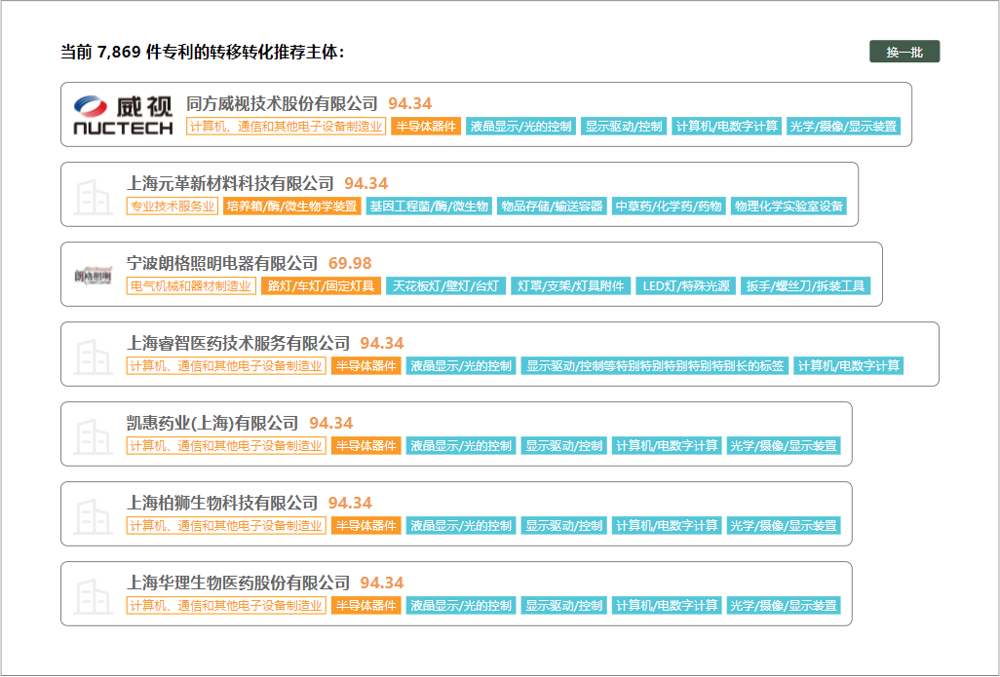 当前 7,869 件专利的转移转化推荐主体：
换一批
威视
NUCTECH
同方威视技术股份有限公司 94.34
计算机、通信和其他电子设备制造业 半导体器件 液晶显示/光的控制 显示驱动/控制 计算机/电数字计算 光学/摄像/显示装置
上海元革新材料科技有限公司 94.34
专业技术服务业 培养箱/酶/微生物学装置 基因工程菌/酶/微生物 物品存储/输送容器 中草药/化学药/药物 物理化学实验室设备
朗格照明
宁波朗格照明电器有限公司 69.98
电气机械和器材制造业 路灯/车灯/固定灯具 天花板灯/壁灯/台灯 灯罩/支架/灯具附件 LED灯/特殊光源 扳手/螺丝刀/拆装工具
上海睿智医药技术服务有限公司 94.34
计算机、通信和其他电子设备制造业 半导体器件 液晶显示/光的控制 显示驱动/控制等特别特别特别特别特别长的标签 计算机/电数字计算
凯惠药业(上海)有限公司 94.34
计算机、通信和其他电子设备制造业 半导体器件 液晶显示/光的控制 显示驱动/控制 计算机/电数字计算 光学/摄像/显示装置
上海柏狮生物科技有限公司 94.34
计算机、通信和其他电子设备制造业 半导体器件 液晶显示/光的控制 显示驱动/控制 计算机/电数字计算 光学/摄像/显示装置
上海华理生物医药股份有限公司 94.34
计算机、通信和其他电子设备制造业 半导体器件 液晶显示/光的控制 显示驱动/控制 计算机/电数字计算 光学/摄像/显示装置